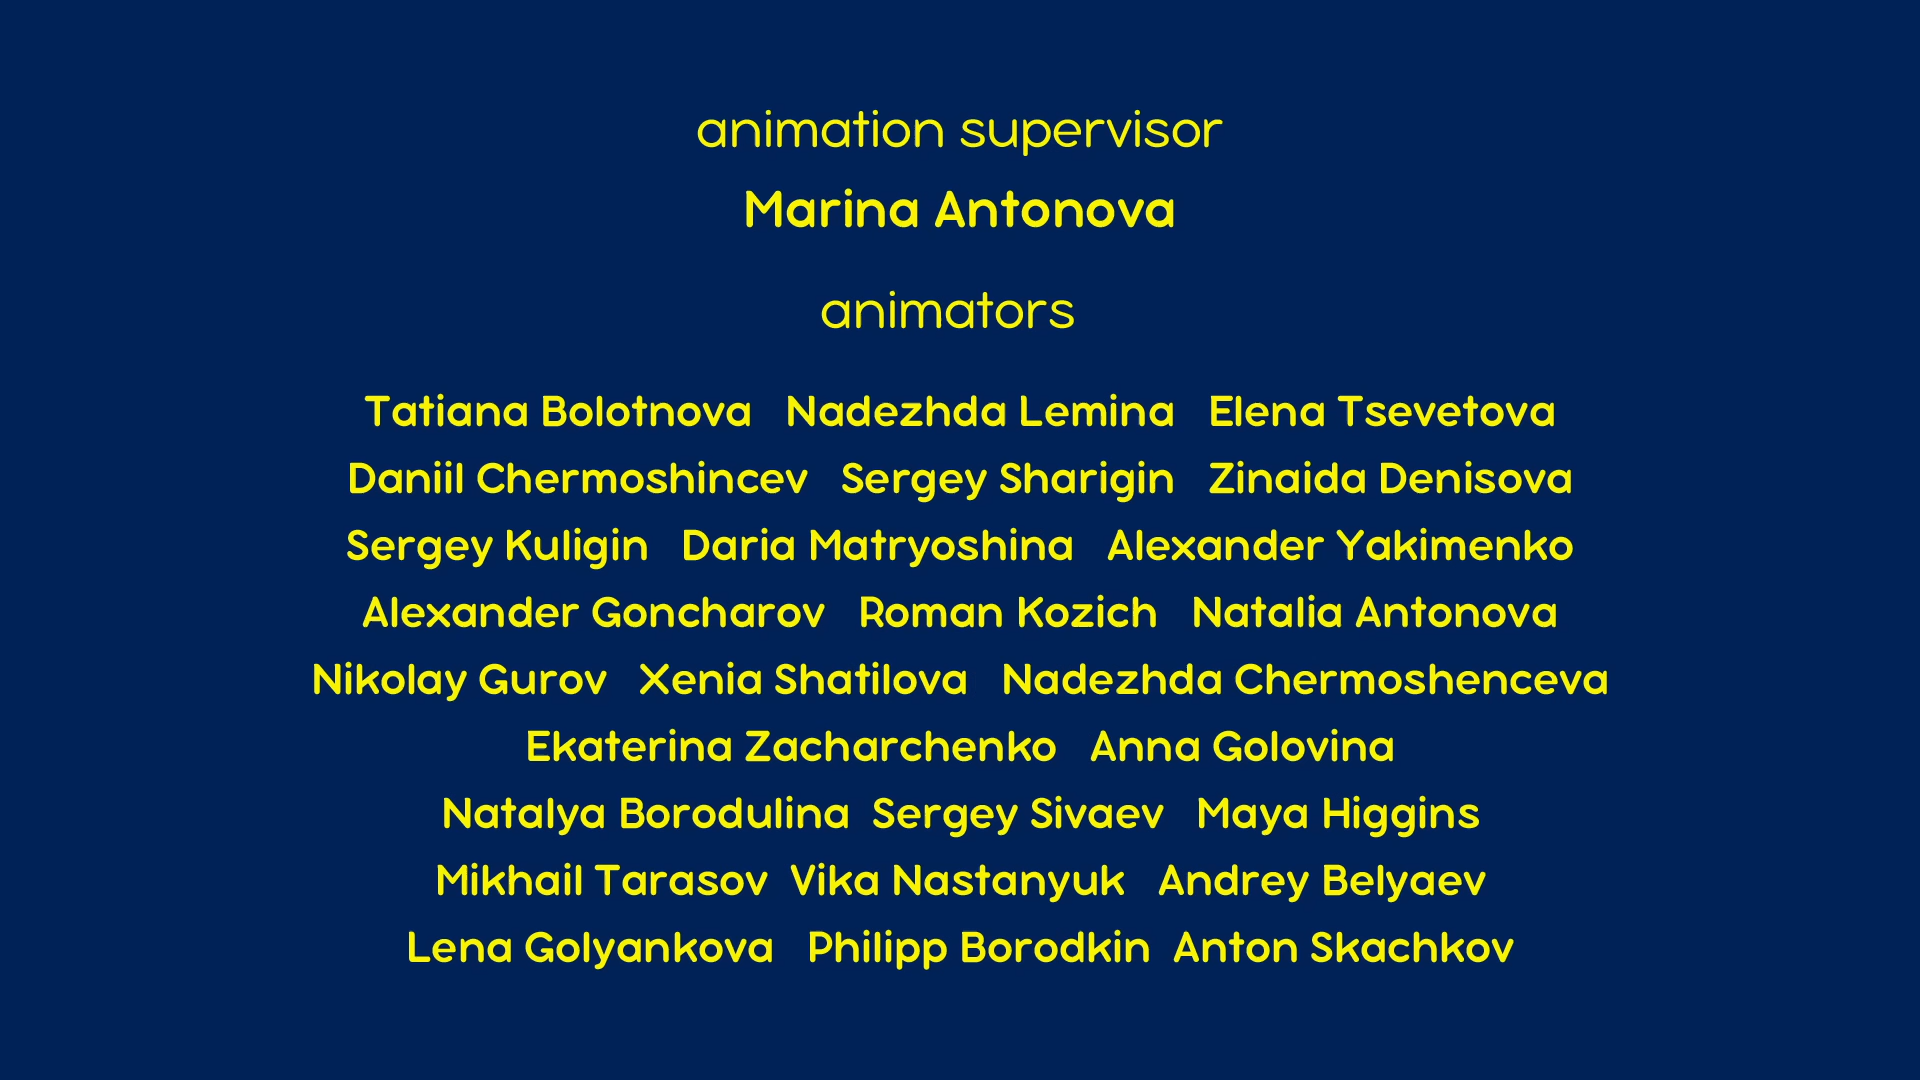 animation supervisor
Marina Antonova
animators
Tatiana Bolotnova Nadezhda Lemina Elena Tsevetova
Daniil Chermoshincev Sergey Sharigin Zinaida Denisova
Sergey Kuligin Daria Matryoshina Alexander Yakimenko
Alexander Goncharov Roman Kozich Natalia Antonova
Nikolay Gurov Xenia Shatilova Nadezhda Chermoshenceva
Ekaterina Zacharchenko Anna Golovina
Natalya Borodulina Sergey Sivaev Maya Higgins
Mikhail Tarasov Vika Nastanyuk Andrey Belyaev
Lena Golyankova Philipp Borodkin Anton Skachkov